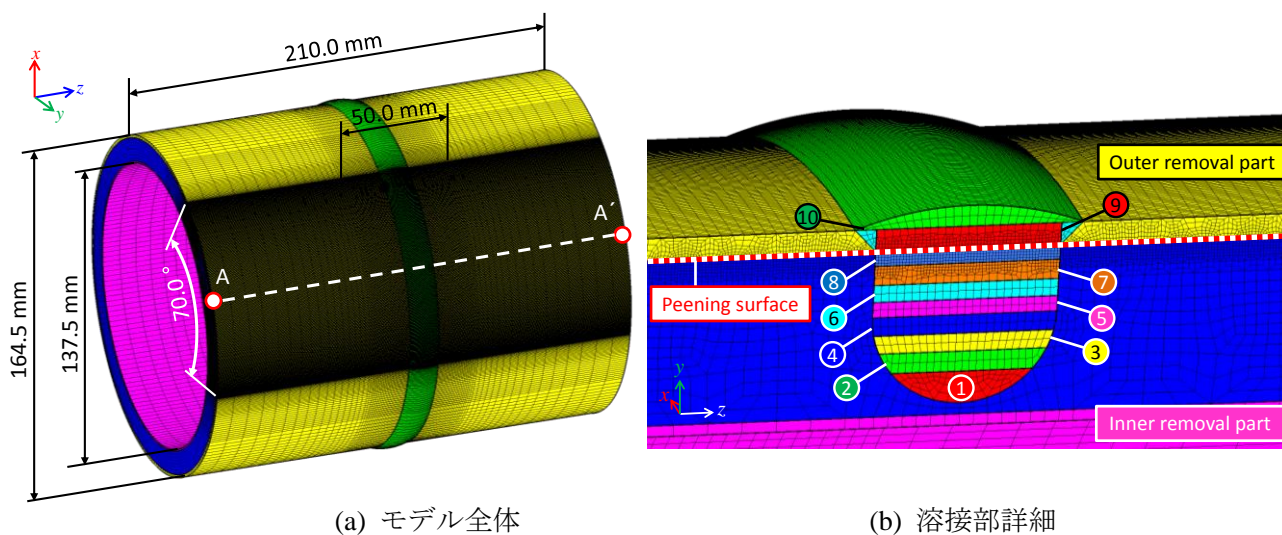 210.0 mm
50.0 mm
x
z
y
A
A´
70.0°
164.5 mm
137.5 mm
(a) モデル全体
Outer removal part
10
9
8
7
Peening surface
6
5
4
3
2
1
y
x
z
Inner removal part
(b) 溶接部詳細